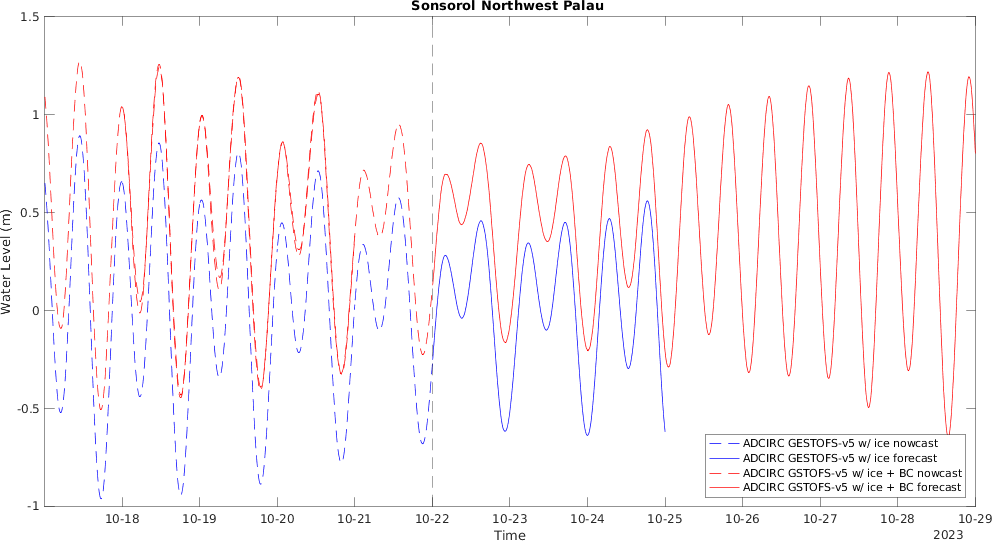 Sonsorol Northwest Palau
1.5
1
0.5
0
-0.5
-1
Water Level (m)
10-18
10-19
10-20
10-21
10-22
10-23
10-24
10-25
10-26
10-27
10-28
10-29
Time
2023
ADCIRC GESTOFS-v5 w/ ice nowcast
ADCIRC GESTOFS-v5 w/ ice forecast
ADCIRC GSTOFS-v5 w/ ice + BC nowcast
ADCIRC GSTOFS-v5 w/ ice + BC forecast